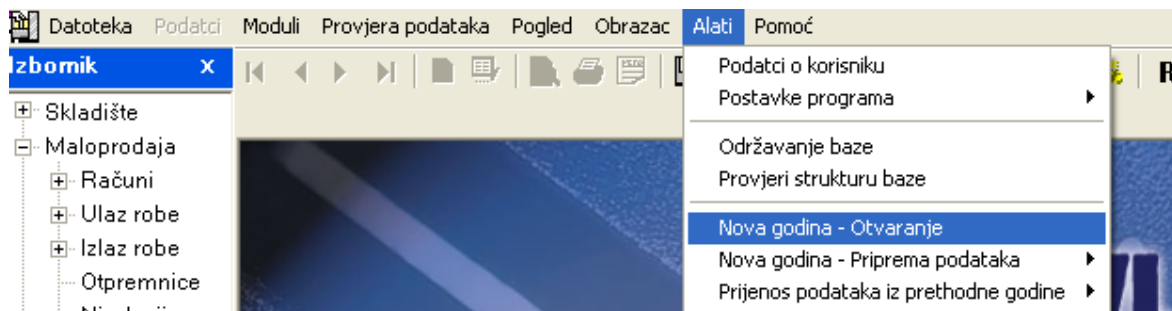 Datoteka Podatci Moduli Provjera podataka Pogled Obrazac Alati Pomoć
Izbornik X
Skladište
Maloprodaja
Računi
Ulaz robe
Izlaz robe
Otpremnice
Podatci o korisniku
Postavke programa
Održavanje baze
Provjeri strukturu baze
Nova godina - Otvaranje
Nova godina - Priprema podataka
Prijenos podataka iz prethodne godine